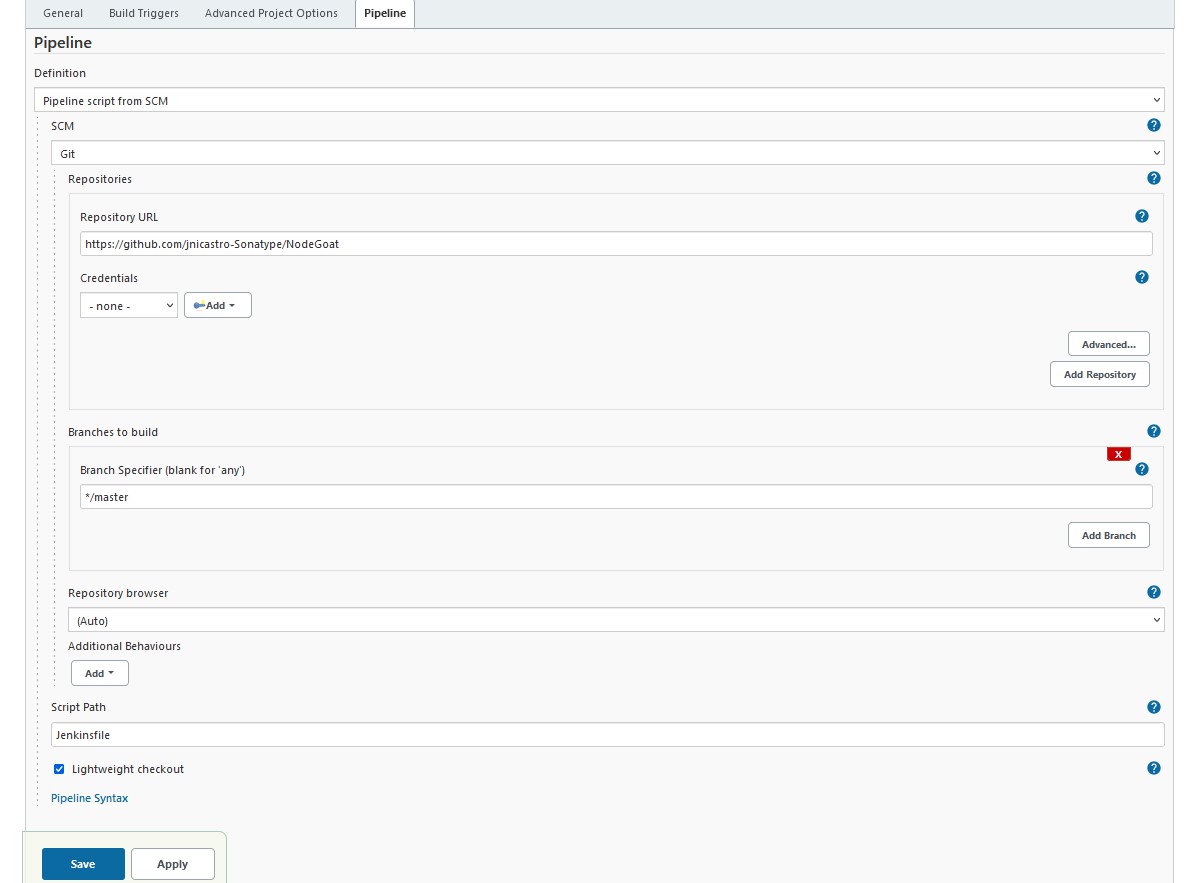 General Build Triggers Advanced Project Options Pipeline
Pipeline
Definition
Pipeline script from SCM
SCM ?
Git
Repositories ?
Repository URL ?
https://github.com/jnicastro-Sonatype/NodeGoat
Credentials ?
- none - Add
Advanced...
Add Repository
Branches to build ?
X
Branch Specifier (blank for 'any') ?
*/master
Add Branch
Repository browser ?
(Auto)
Additional Behaviours
Add
Script Path ?
Jenkinsfile
Lightweight checkout ?
Pipeline Syntax
Save Apply